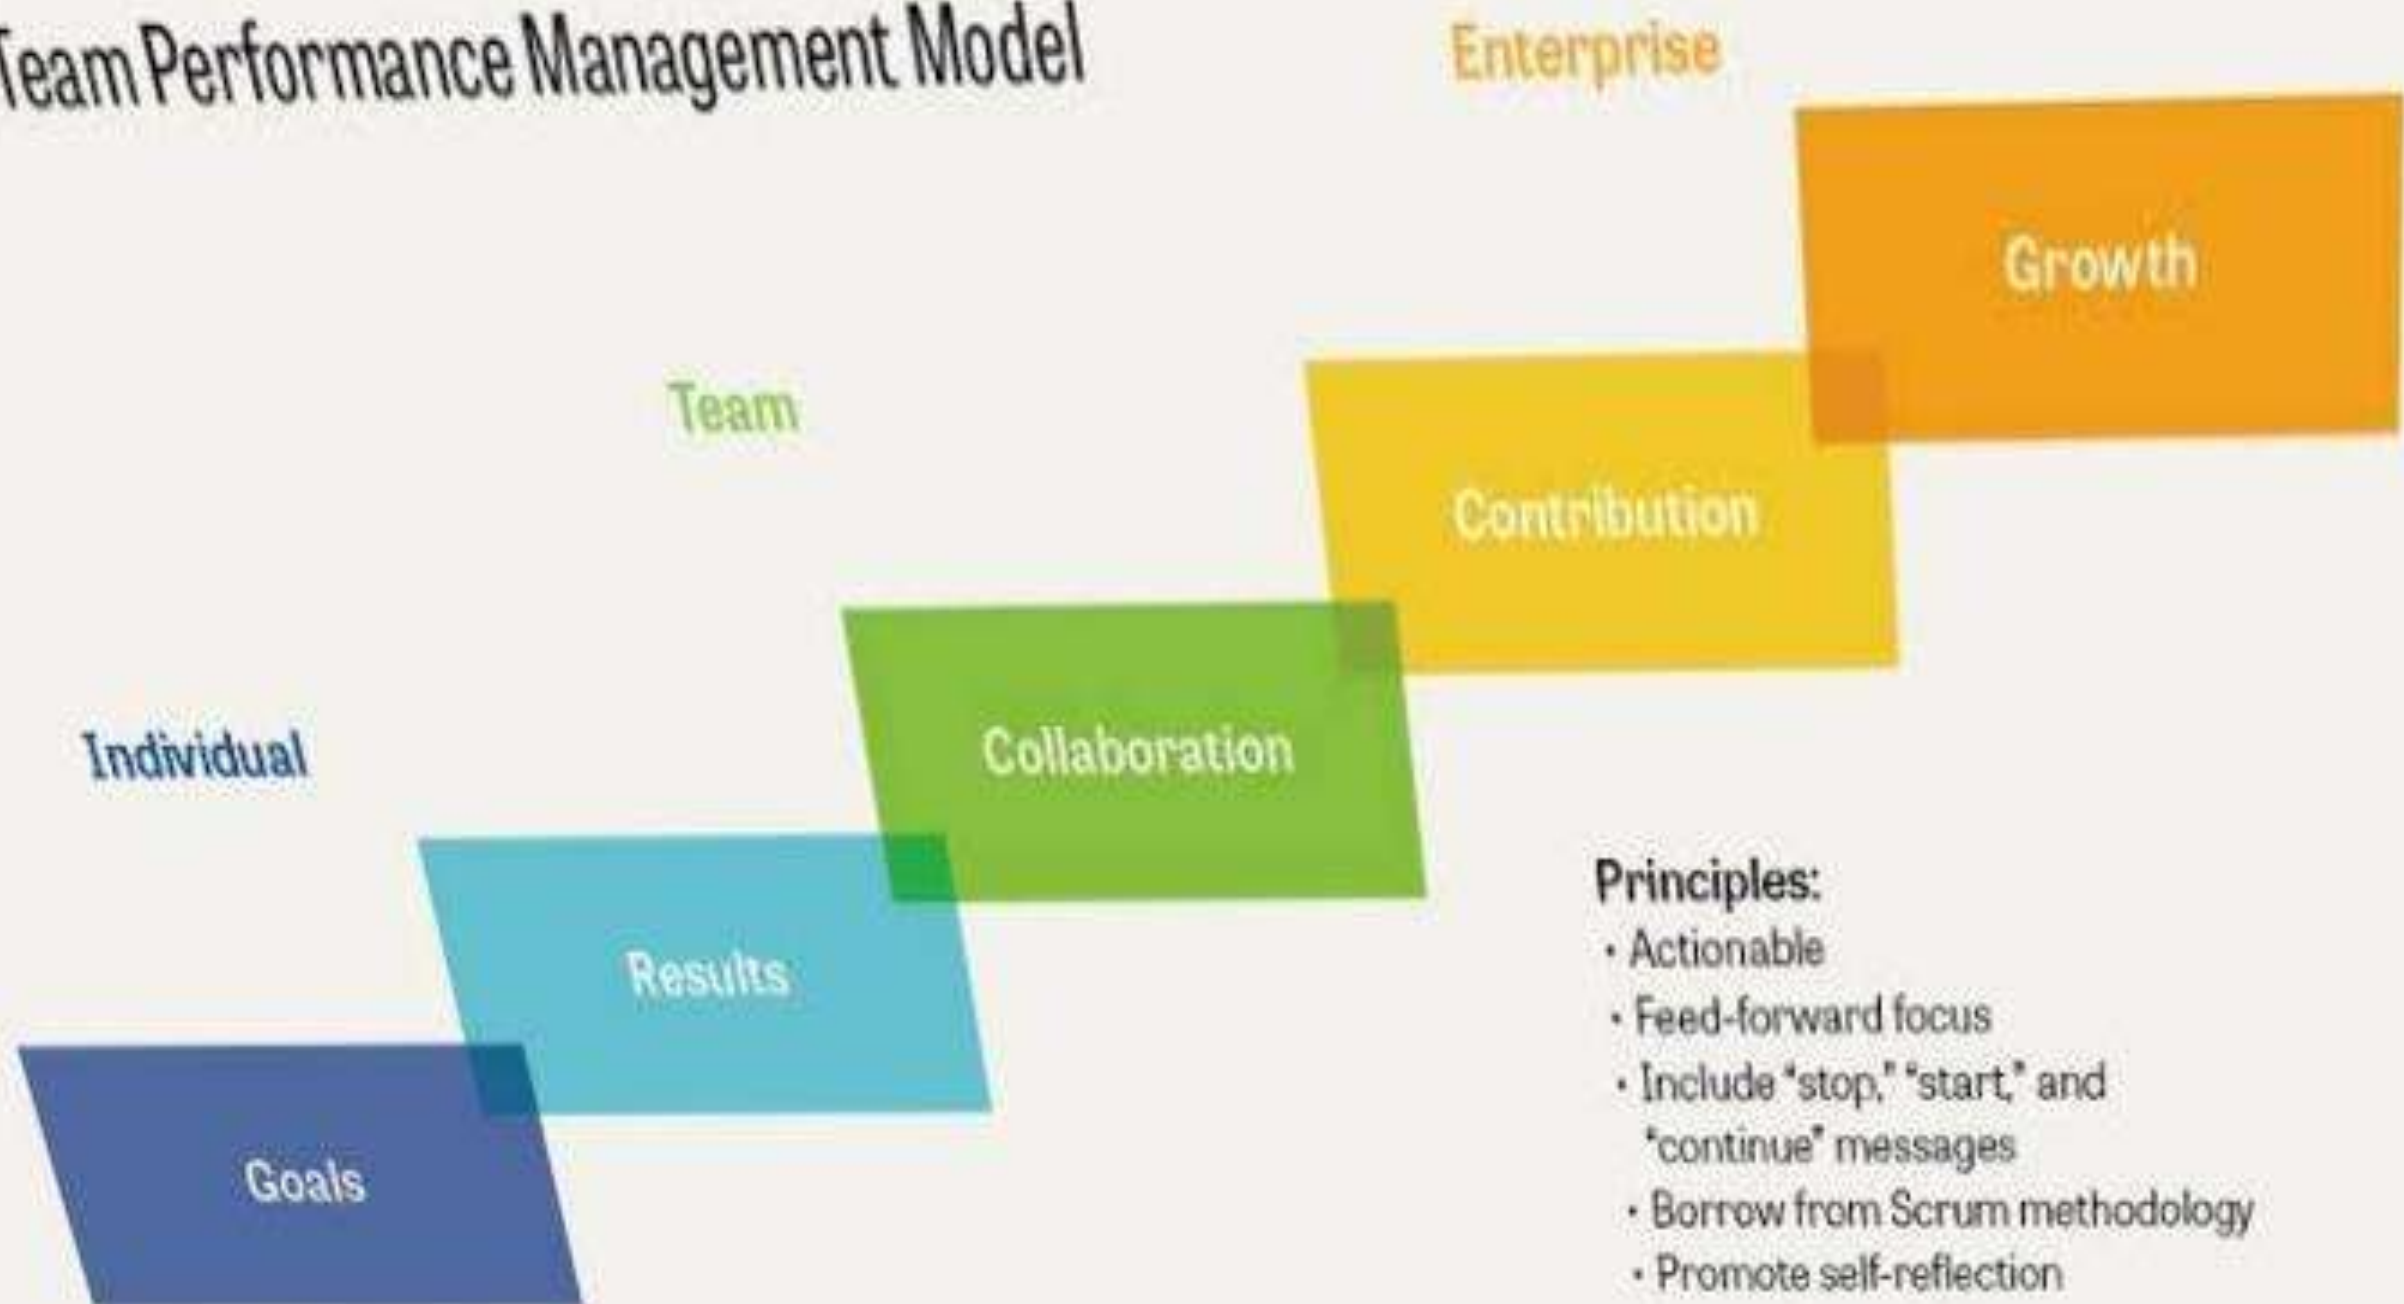 Team Performance Management Model
Enterprise
Growth
Team
Contribution
Individual
Collaboration
Results
Goals
Principles:
• Actionable
• Feed-forward focus
• Include “stop,” “start,” and
“continue” messages
• Borrow from Scrum methodology
• Promote self-reflection